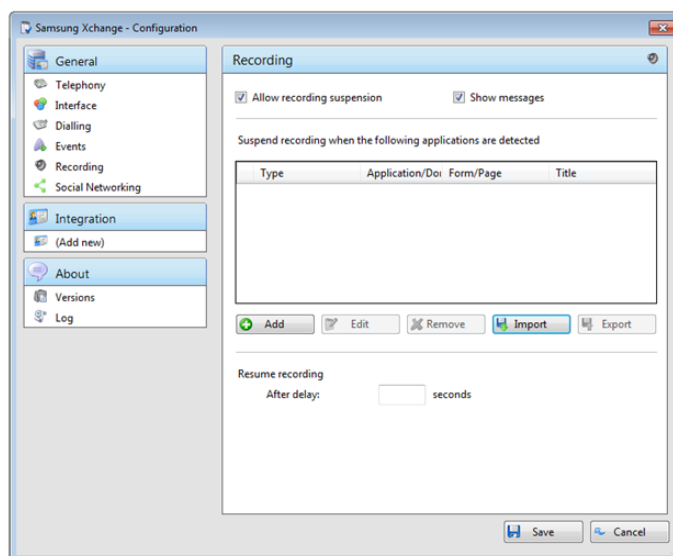 Samsung Xchange - Configuration
General
Telephony
Interface
Dialling
Events
Recording
Social Networking
Integration
(Add new)
About
Versions
Log
Recording
Allow recording suspension Show messages
Suspend recording when the following applications are detected
Type Application/Doi Form/Page Title
Add Edit Remove Import Export
Resume recording
After delay: seconds
Save Cancel